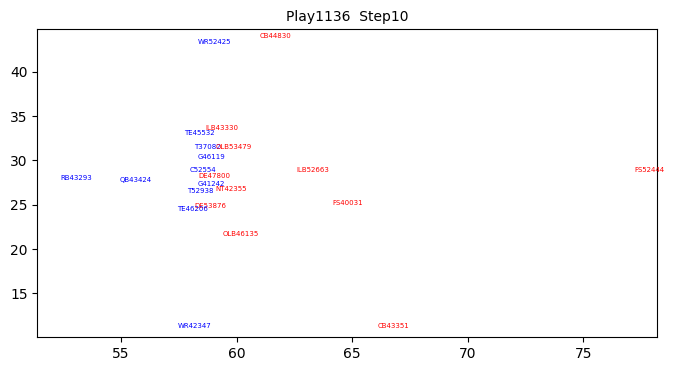 Play1136 Step10
CB44830
WR52425
40
35
ILB43330
TE45532
T37082
OLB53479
G46119
30
C52554
ILB52663
FS52444
DE47800
RB43293
QB43424
G41242
NT42355
T52938
25
FS40031
TE46206
DE53876
OLB46135
20
15
WR42347
CB43351
55 60 65 70 75